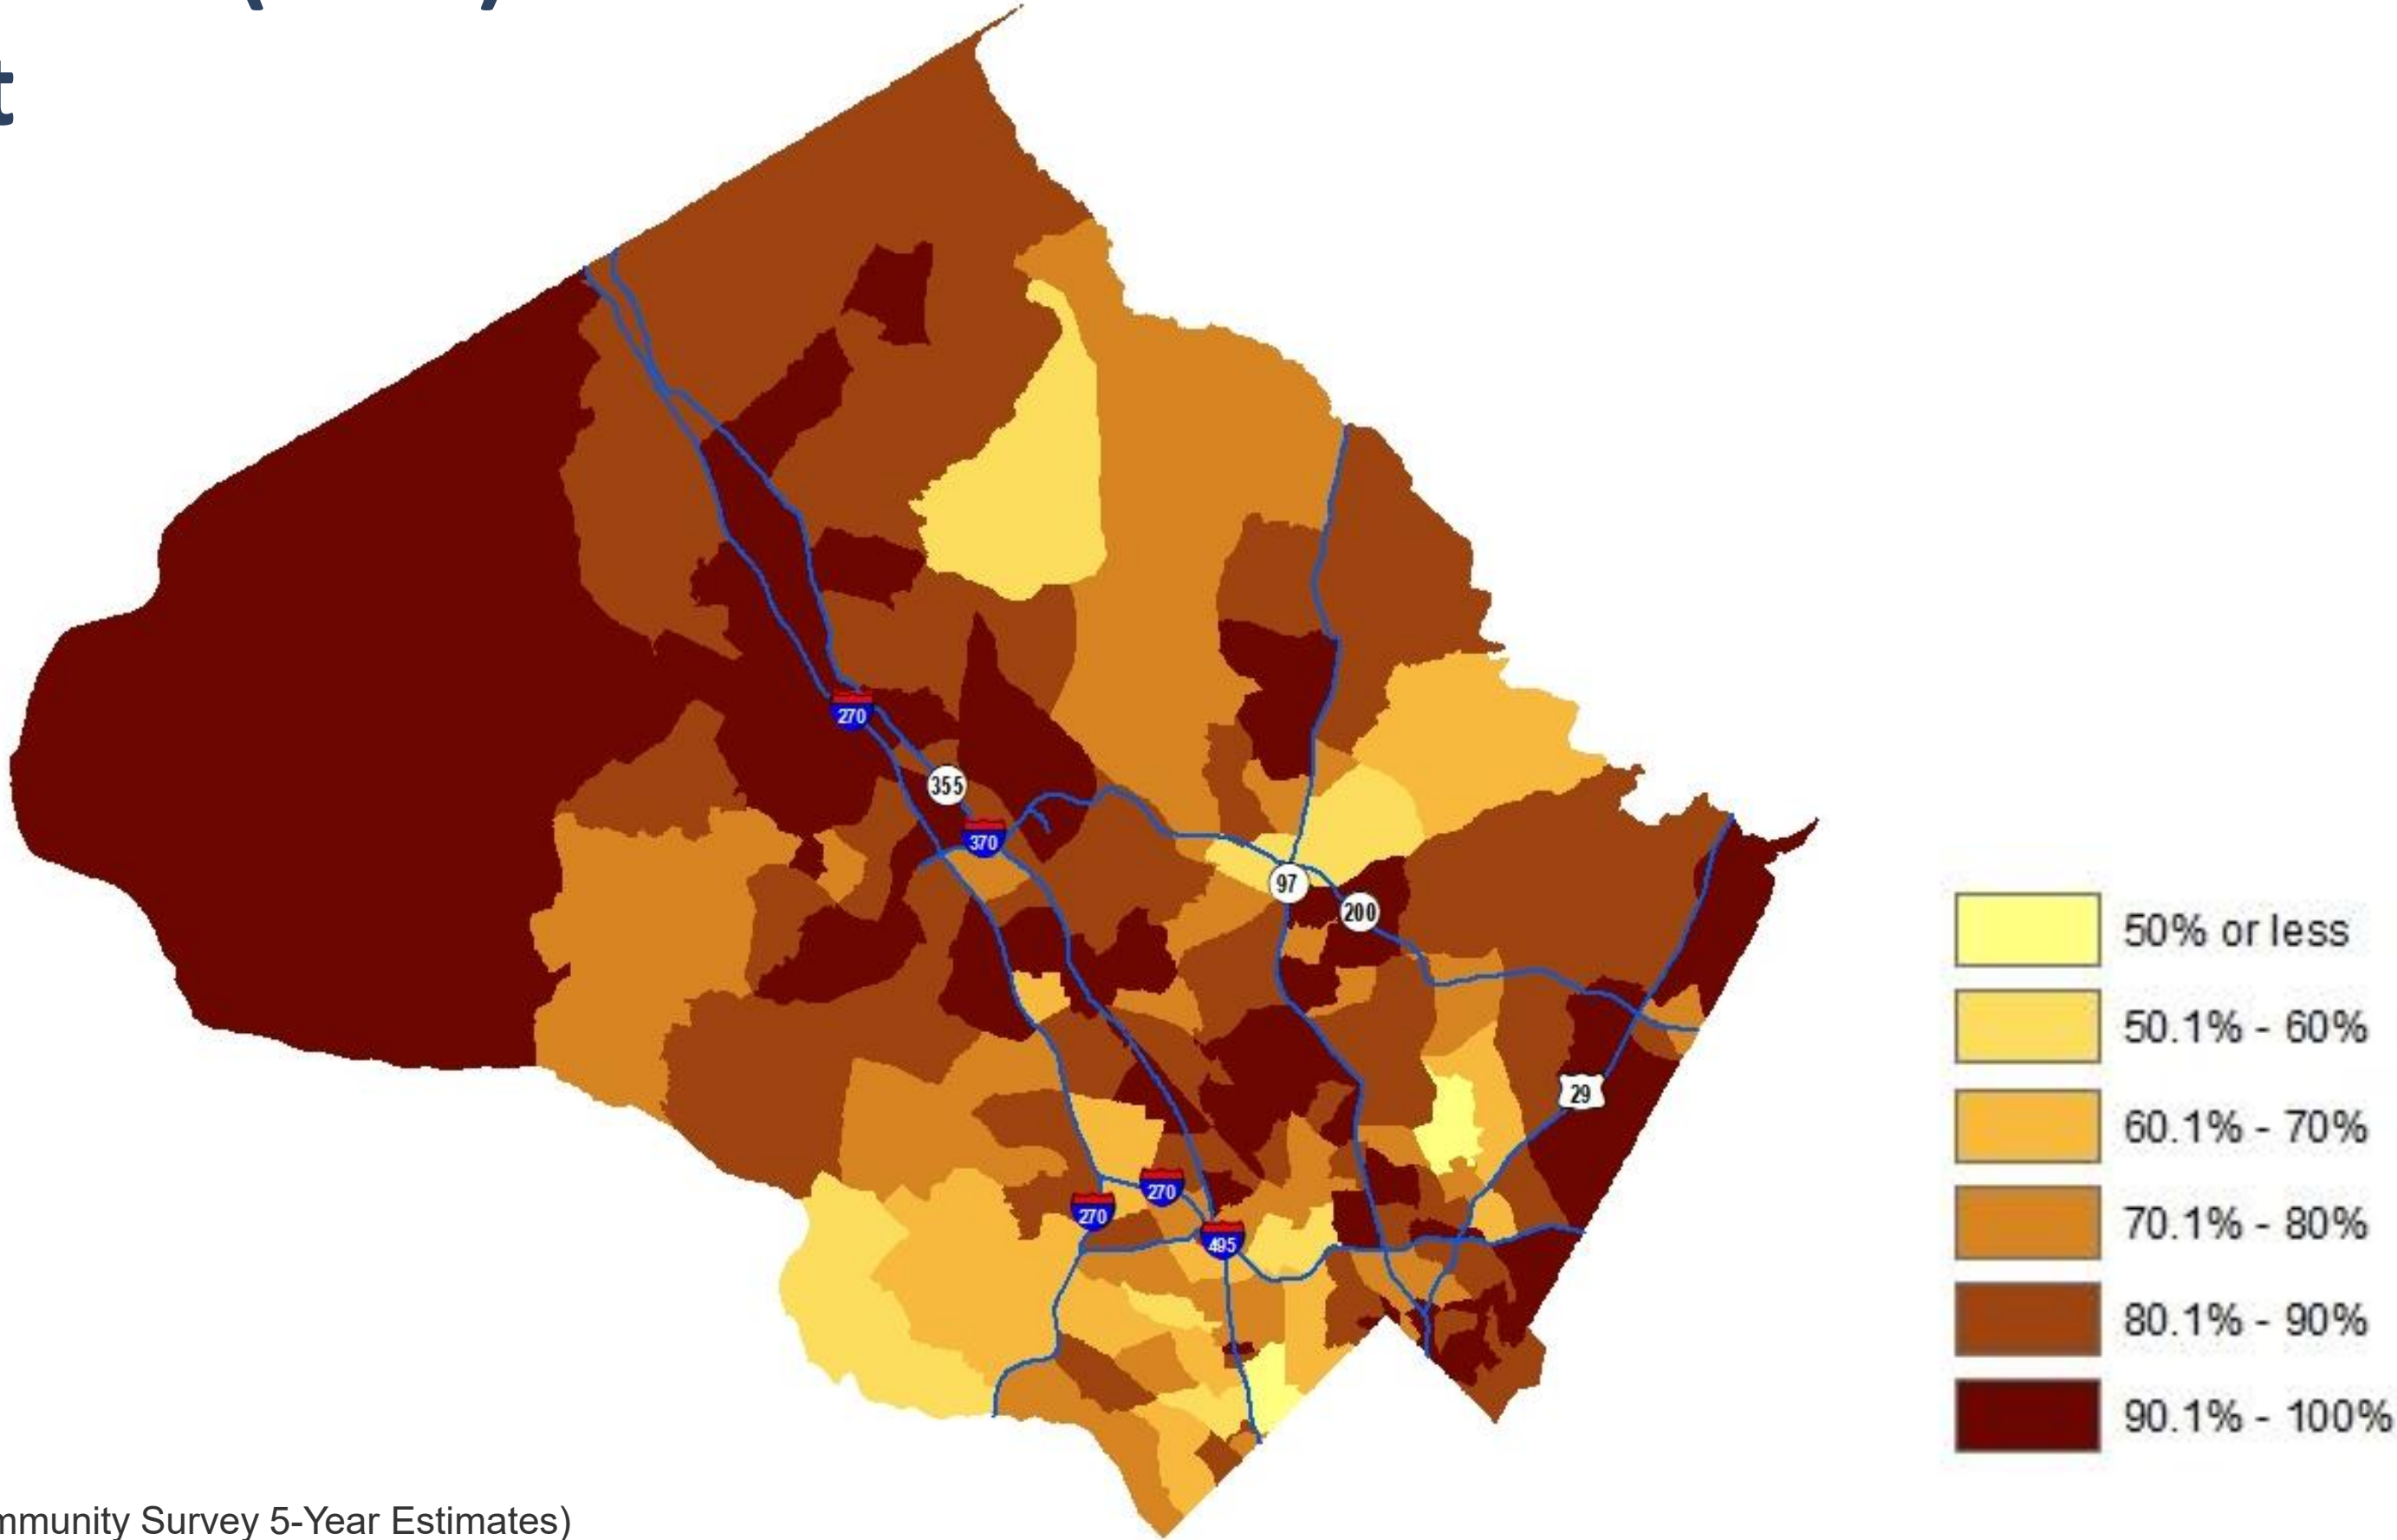 t
270
355
370
97
200
29
270
270
495
50% or less
50.1% - 60%
60.1% - 70%
70.1% - 80%
80.1% - 90%
90.1% - 100%
mmunity Survey 5-Year Estimates)